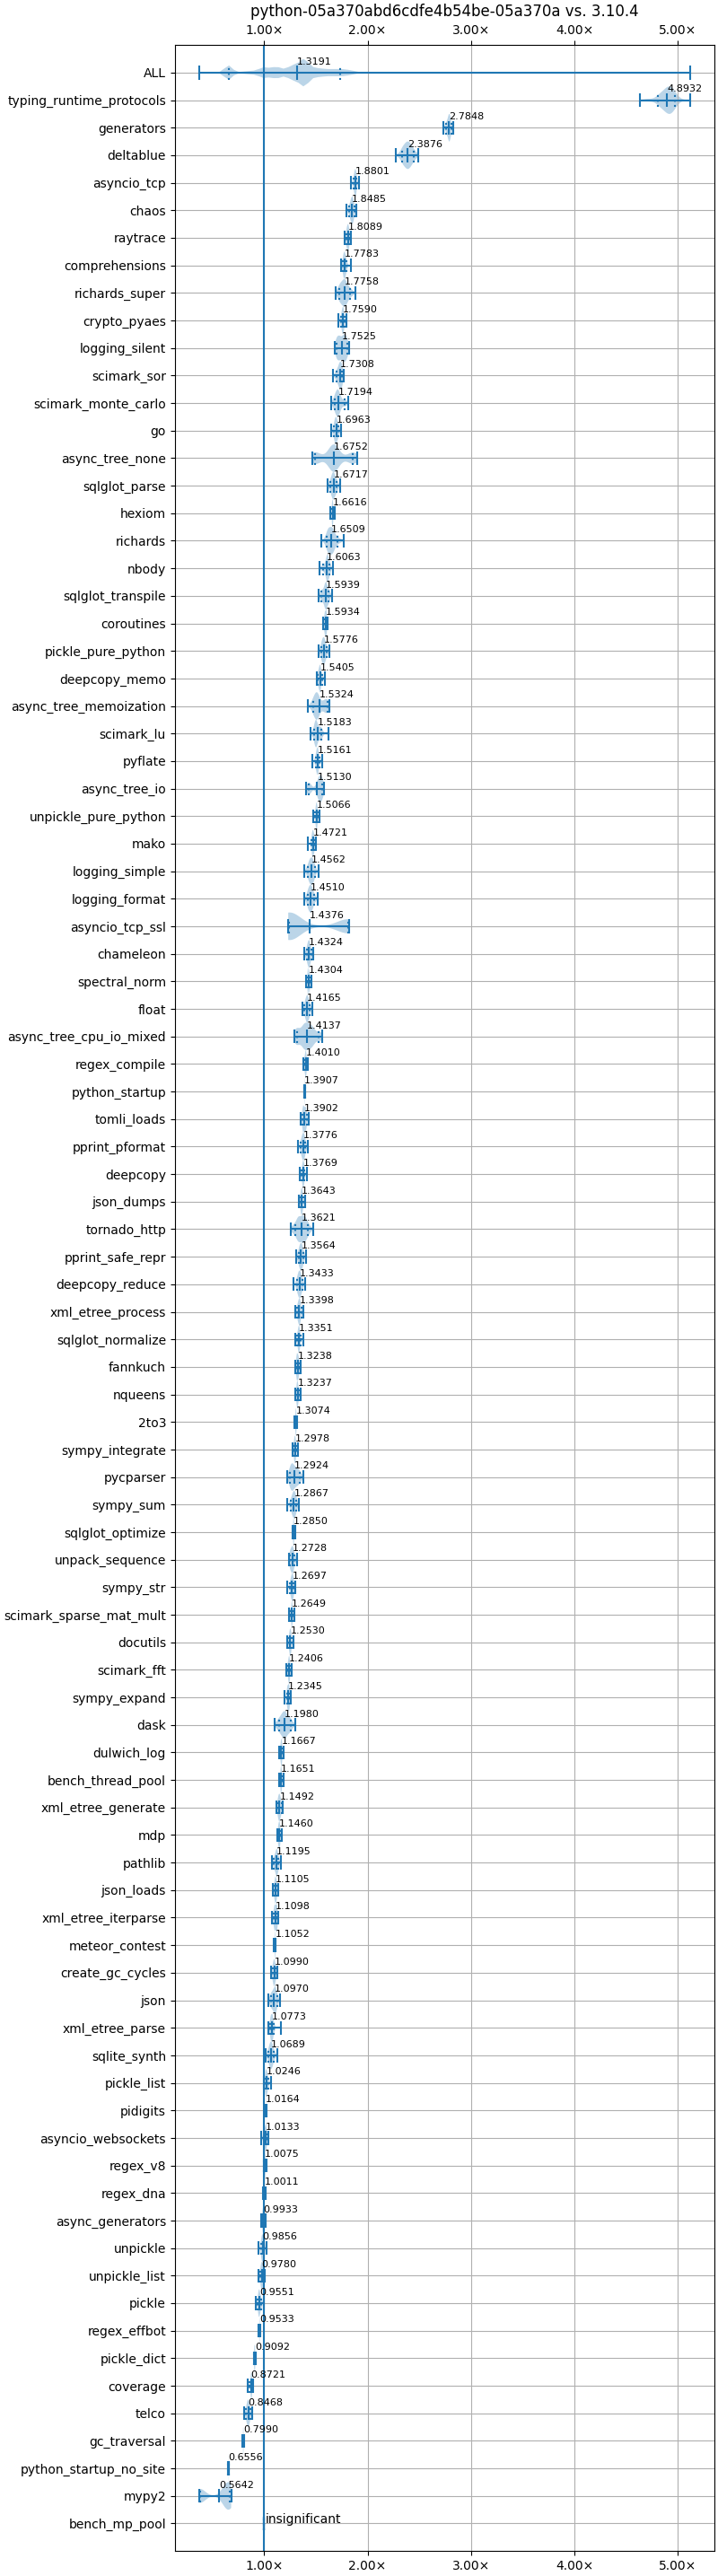 python-05a370abd6cdfe4b54be-05a370a vs. 3.10.4
1.00× 2.00× 3.00× 4.00× 5.00×
ALL 1.3191
typing_runtime_protocols 4.8932
generators 2.7848
deltablue 2.3876
asyncio_tcp 1.8801
chaos 1.8485
raytrace 1.8089
comprehensions 1.7783
richards_super 1.7758
crypto_pyaes 1.7590
logging_silent 1.7525
scimark_sor 1.7308
scimark_monte_carlo 1.7194
go 1.6963
async_tree_none 1.6752
sqlglot_parse 1.6717
hexiom 1.6616
richards 1.6509
nbody 1.6063
sqlglot_transpile 1.5939
coroutines 1.5934
pickle_pure_python 1.5776
deepcopy_memo 1.5405
async_tree_memoization 1.5324
scimark_lu 1.5183
pyflate 1.5161
async_tree_io 1.5130
unpickle_pure_python 1.5066
mako 1.4721
logging_simple 1.4562
logging_format 1.4510
asyncio_tcp_ssl 1.4376
chameleon 1.4324
spectral_norm 1.4304
float 1.4165
async_tree_cpu_io_mixed 1.4137
regex_compile 1.4010
python_startup 1.3907
tomli_loads 1.3902
pprint_pformat 1.3776
deepcopy 1.3769
json_dumps 1.3643
tornado_http 1.3621
pprint_safe_repr 1.3564
deepcopy_reduce 1.3433
xml_etree_process 1.3398
sqlglot_normalize 1.3351
fannkuch 1.3238
nqueens 1.3237
2to3 1.3074
sympy_integrate 1.2978
pycparser 1.2924
sympy_sum 1.2867
sqlglot_optimize 1.2850
unpack_sequence 1.2728
sympy_str 1.2697
scimark_sparse_mat_mult 1.2649
docutils 1.2530
scimark_fft 1.2406
sympy_expand 1.2345
dask 1.1980
dulwich_log 1.1667
bench_thread_pool 1.1651
xml_etree_generate 1.1492
mdp 1.1460
pathlib 1.1195
json_loads 1.1105
xml_etree_iterparse 1.1098
meteor_contest 1.1052
create_gc_cycles 1.0990
json 1.0970
xml_etree_parse 1.0773
sqlite_synth 1.0689
pickle_list 1.0246
pidigits 1.0164
asyncio_websockets 1.0133
regex_v8 1.0075
regex_dna 1.0011
async_generators 0.9933
unpickle 0.9856
unpickle_list 0.9780
pickle 0.9551
regex_effbot 0.9533
pickle_dict 0.9092
coverage 0.8721
telco 0.8468
gc_traversal 0.7990
python_startup_no_site 0.6556
mypy2 0.5642
bench_mp_pool insignificant
1.00× 2.00× 3.00× 4.00× 5.00×